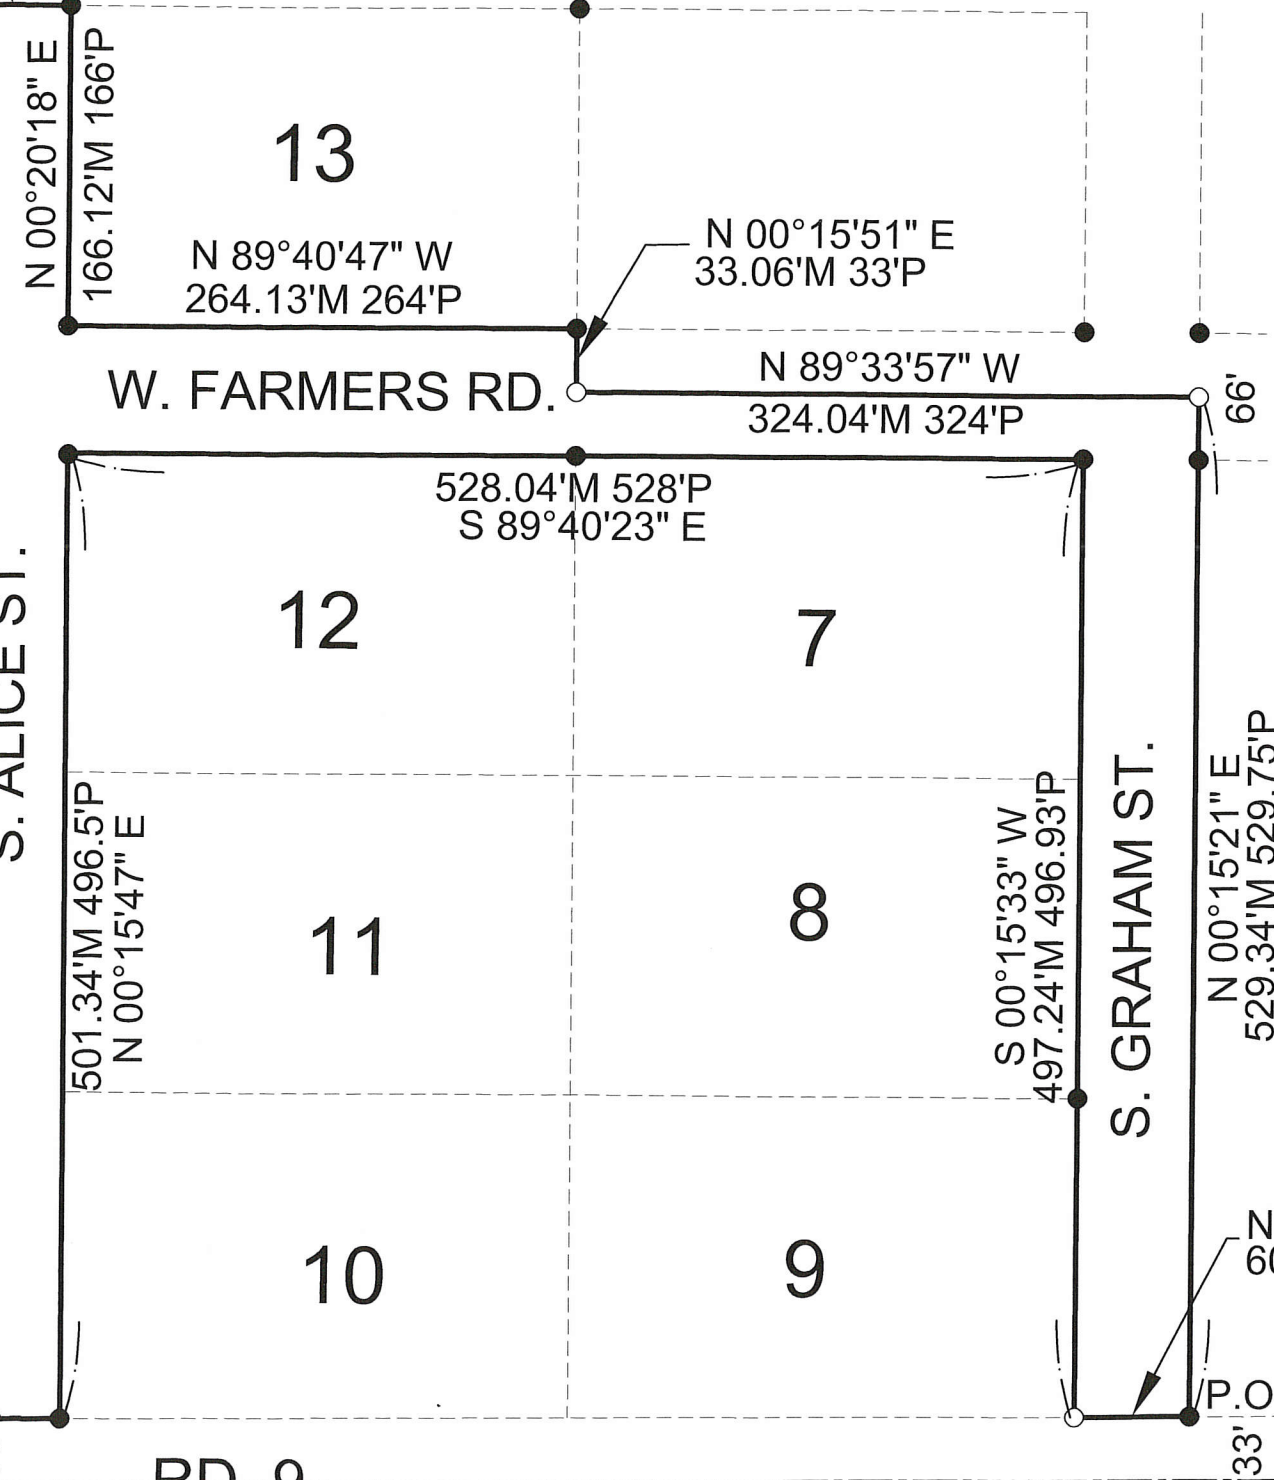 N 00°20'18" E
166.12'M 166'P
13
N 89°40'47" W
264.13'M 264'P
N 00°15'51" E
33.06'M 33'P
W. FARMERS RD.
N 89°33'57" W
324.04'M 324'P
66'
528.04'M 528'P
S 89°40'23" E
S. ALICE ST.
12
7
501.34'M 496.5'P
N 00°15'47" E
11
8
S 00°15'33" W
497.24'M 496.93'P
S. GRAHAM ST.
N 00°15'21" E
529.34'M 529.75'P
10
9
N
60
P.O
33'
RD. 9